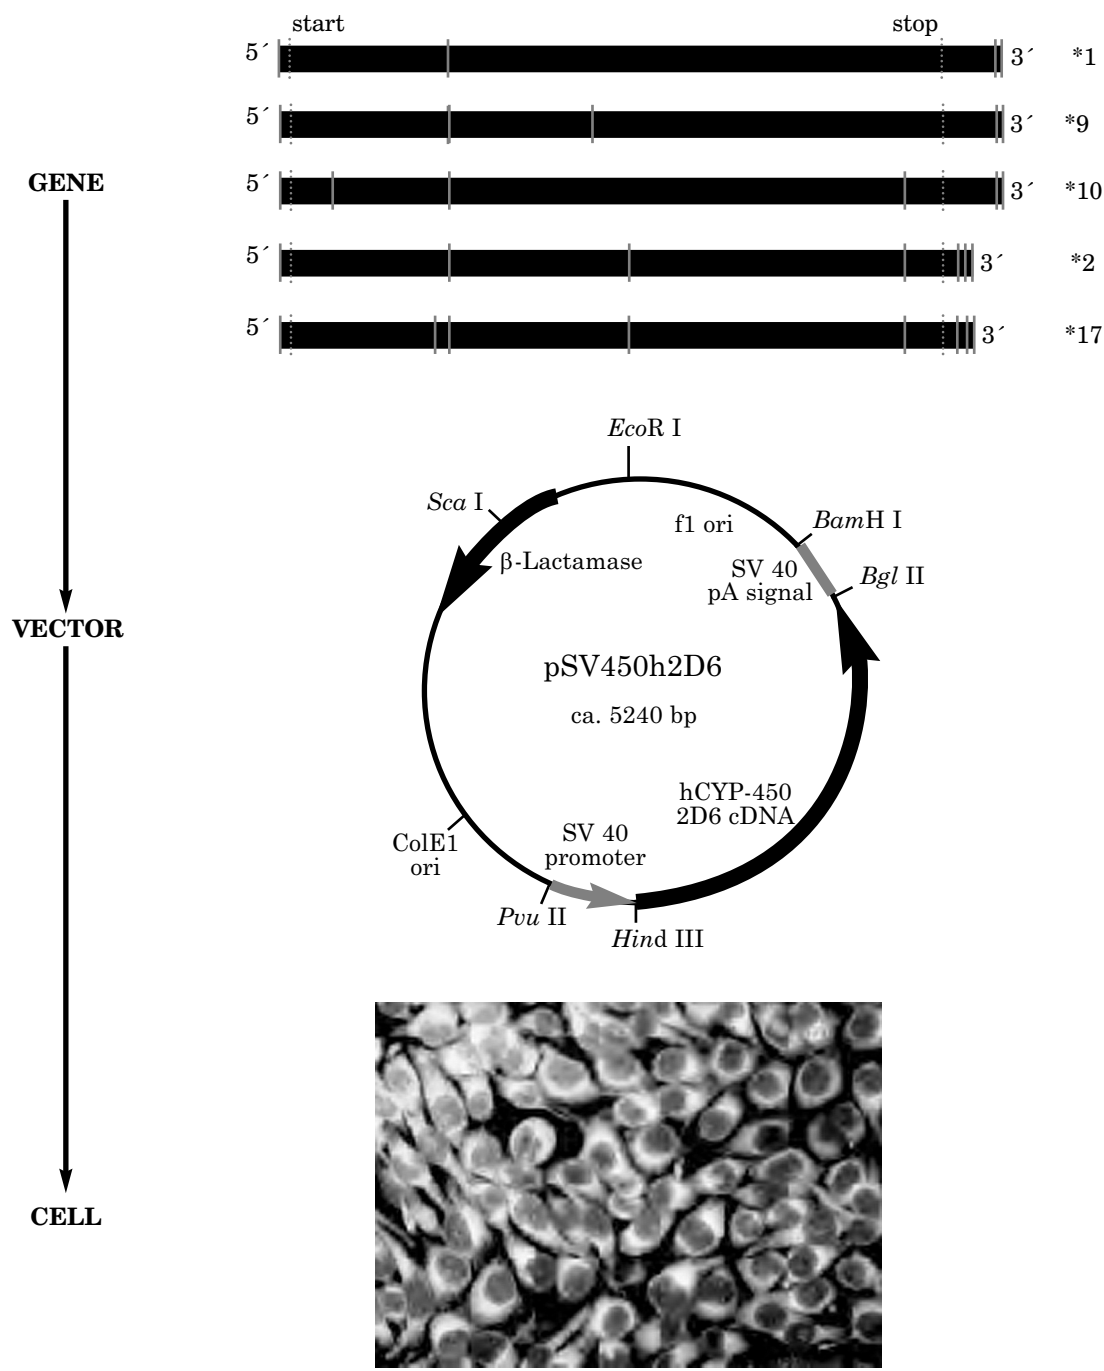 start stop
5´ 3´ *1
5´ 3´ *9
GENE
5´ 3´ *10
5´ 3´ *2
5´ 3´ *17
EcoR I
Sca I
f1 ori
BamH I
β-Lactamase
SV 40
pA signal
Bgl II
VECTOR
pSV450h2D6
ca. 5240 bp
hCYP-450
2D6 cDNA
ColE1
ori
SV 40
promoter
Pvu II
Hind III
CELL